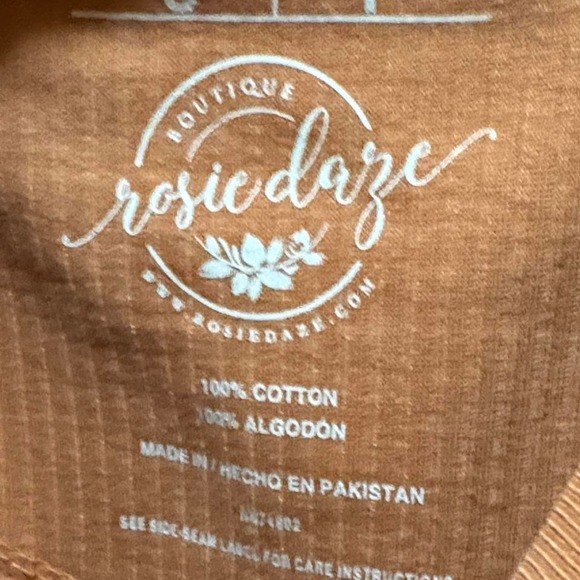 BOUTIQUE
rosiedaze
WWW.ROSIEDAZE.COM
100% COTTON
100% ALGODÓN
MADE IN / HECHO EN PAKISTAN
SEE SIDE-SEAM LABEL FOR CARE INSTRUCTIONS